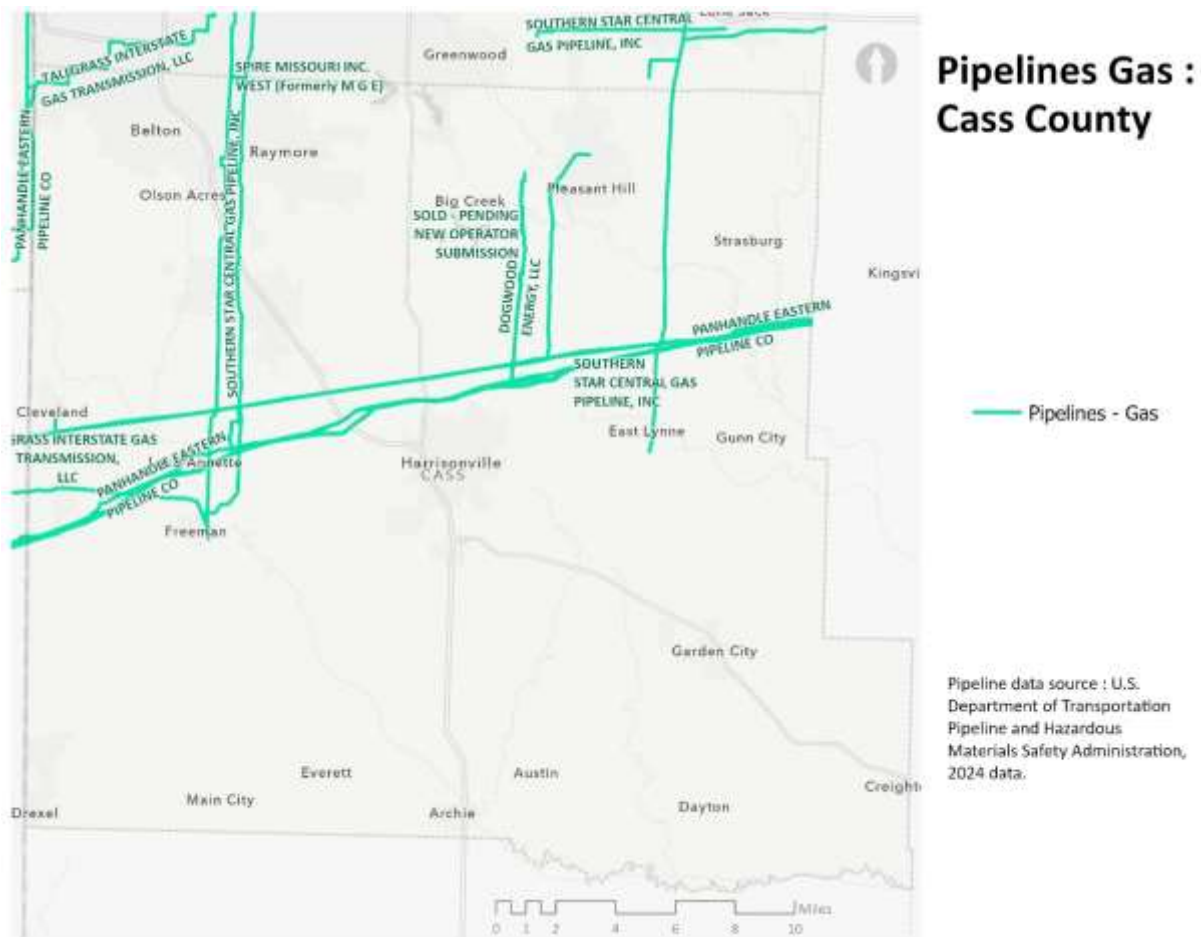 Pipelines Gas :
Cass County
SOUTHERN STAR CENTRAL
GAS PIPELINE, INC
Greenwood
TALLGRASS INTERSTATE
GAS TRANSMISSION, LLC
SPIRE MISSOURI INC.
WEST (Formerly M G E)
PANHANDLE EASTERN
PIPELINE CO
Belton
Raymore
Olson Acres
SOUTHERN STAR CENTRAL GAS PIPELINE, INC
Big Creek
Pleasant Hill
SOLD - PENDING
NEW OPERATOR
SUBMISSION
DOGWOOD
ENERGY, LLC
Strasburg
Kingsvi
PANHANDLE EASTERN
PIPELINE CO
SOUTHERN
STAR CENTRAL GAS
PIPELINE, INC
Cleveland
GRASS INTERSTATE GAS
TRANSMISSION,
LLC
PANHANDLE EASTERN
PIPELINE CO
Annette
East Lynne
Gunn City
Harrisonville
CASS
Freeman
Pipelines - Gas
Garden City
Everett
Austin
Main City
Drexel
Archie
Dayton
Creight
Pipeline data source : U.S.
Department of Transportation
Pipeline and Hazardous
Materials Safety Administration,
2024 data.
Miles
0 1 2 4 6 8 10